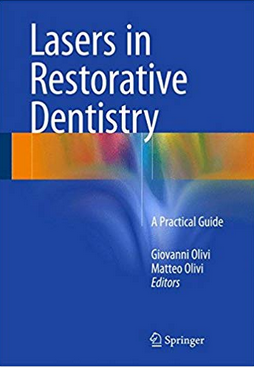 Lasers in
Restorative
Dentistry
A Practical Guide
Giovanni Olivi
Matteo Olivi
Editors
Springer